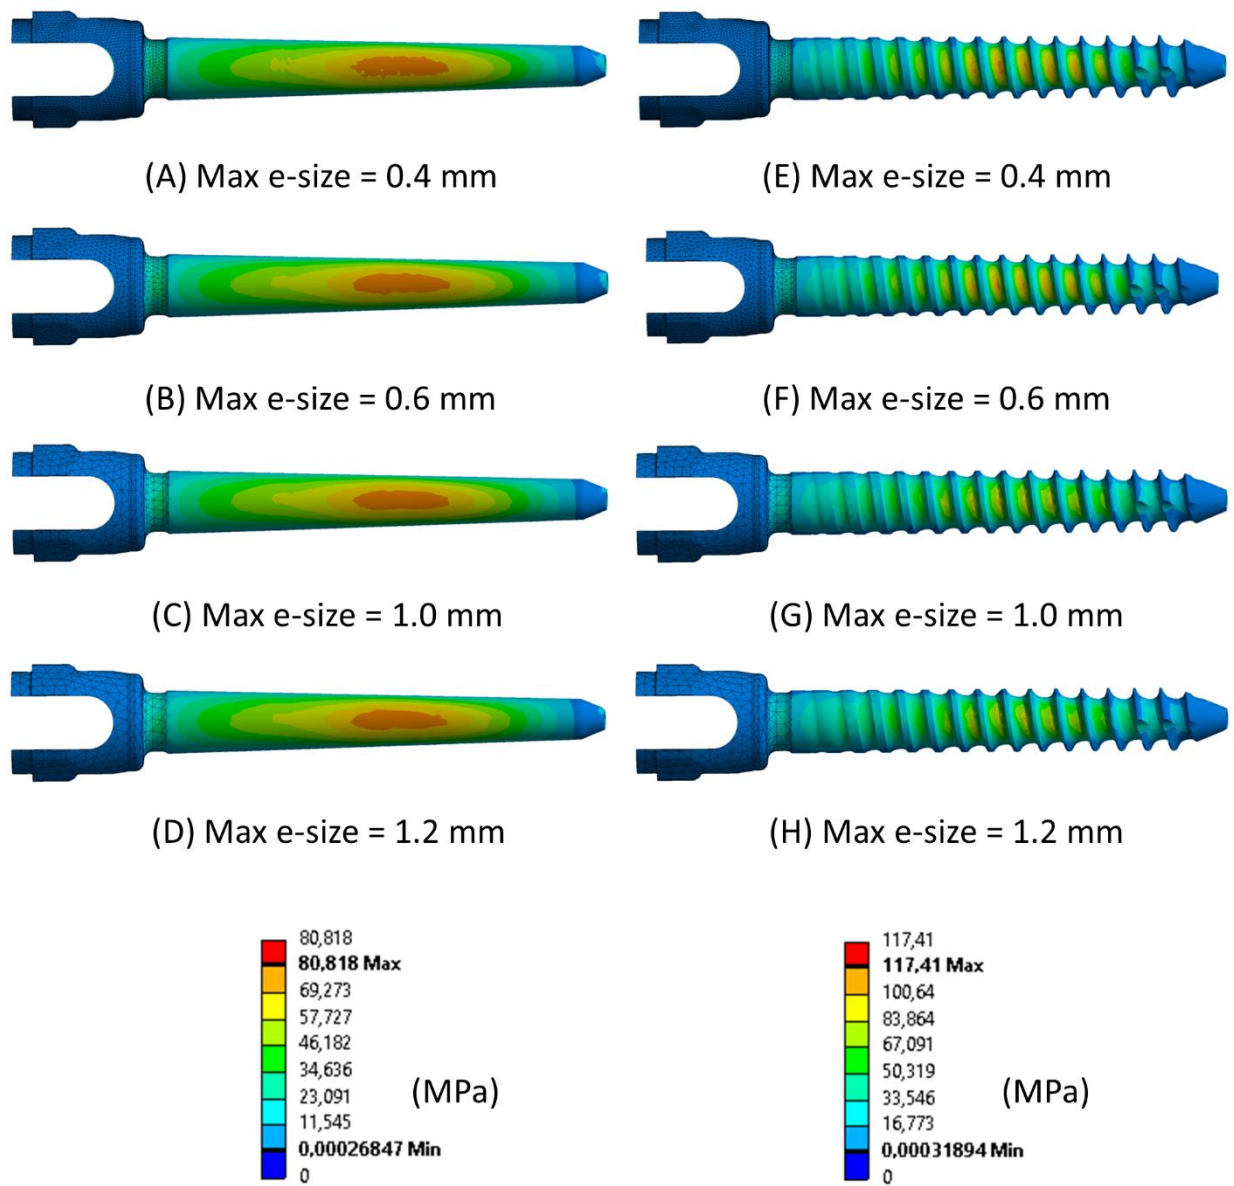 (A) Max e-size = 0.4 mm
(E) Max e-size = 0.4 mm
(B) Max e-size = 0.6 mm
(F) Max e-size = 0.6 mm
(C) Max e-size = 1.0 mm
(G) Max e-size = 1.0 mm
(D) Max e-size = 1.2 mm
(H) Max e-size = 1.2 mm
80,818
80,818 Max
69,273
57,727
46,182
34,636
23,091
11,545
0,00026847 Min
0
(MPa)
117,41
117,41 Max
100,64
83,864
67,091
50,319
33,546
16,773
0,00031894 Min
0
(MPa)